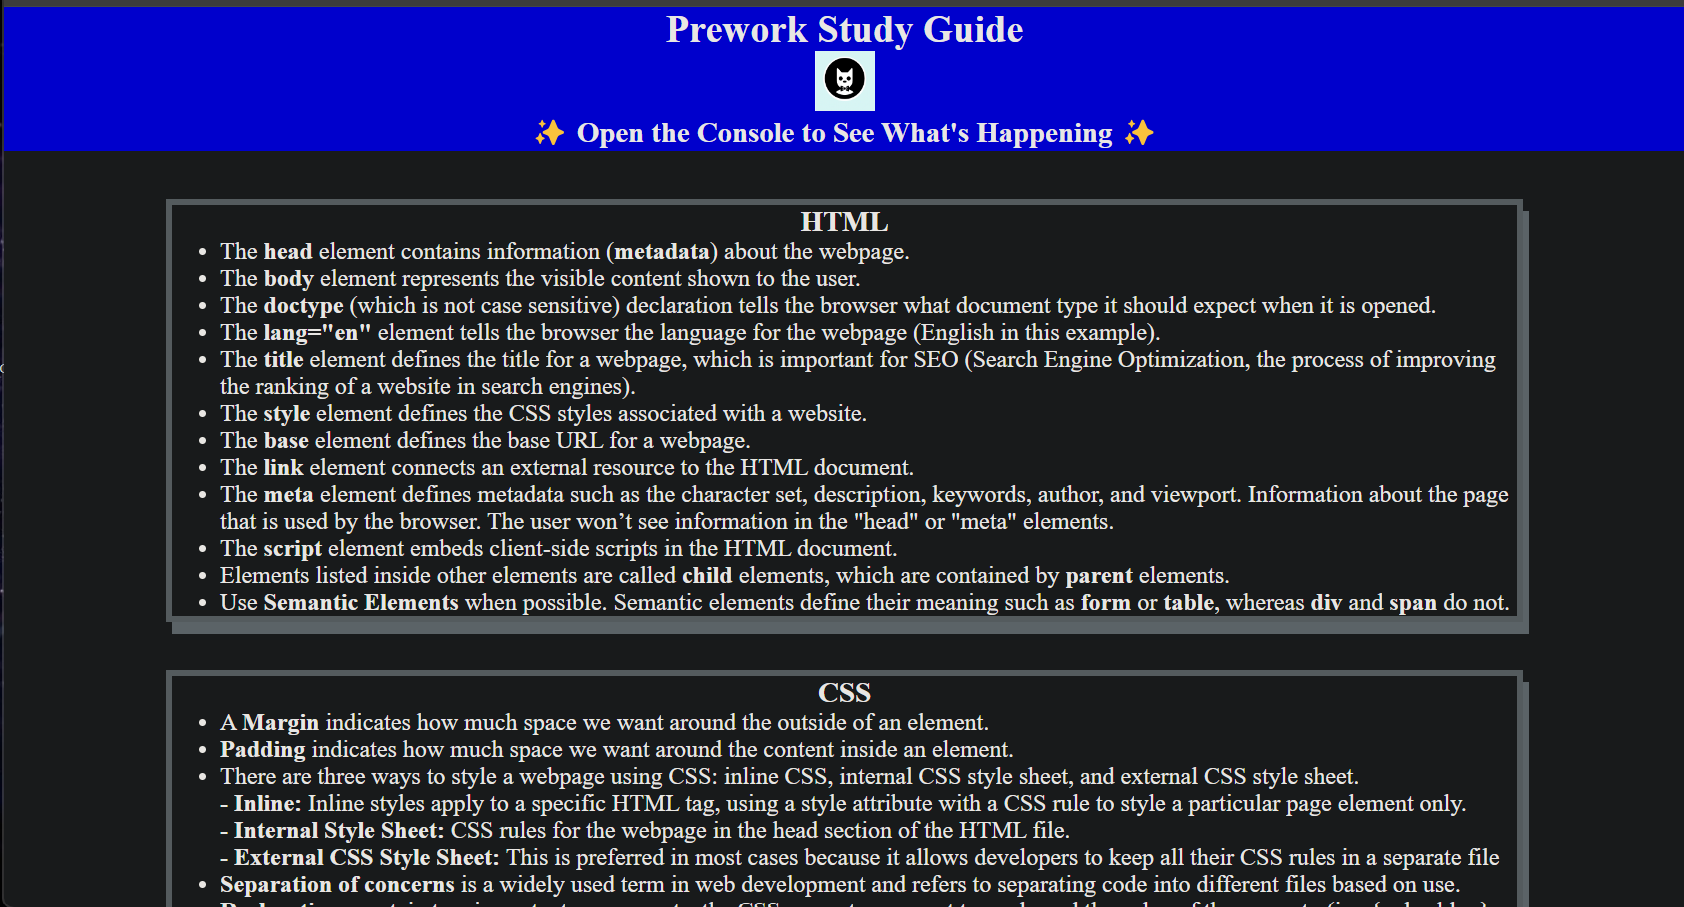 Prework Study Guide
✨ Open the Console to See What's Happening ✨
HTML
• The head element contains information (metadata) about the webpage.
• The body element represents the visible content shown to the user.
• The doctype (which is not case sensitive) declaration tells the browser what document type it should expect when it is opened.
• The lang="en" element tells the browser the language for the webpage (English in this example).
• The title element defines the title for a webpage, which is important for SEO (Search Engine Optimization, the process of improving
the ranking of a website in search engines).
• The style element defines the CSS styles associated with a website.
• The base element defines the base URL for a webpage.
• The link element connects an external resource to the HTML document.
• The meta element defines metadata such as the character set, description, keywords, author, and viewport. Information about the page
that is used by the browser. The user won’t see information in the "head" or "meta" elements.
• The script element embeds client-side scripts in the HTML document.
• Elements listed inside other elements are called child elements, which are contained by parent elements.
• Use Semantic Elements when possible. Semantic elements define their meaning such as form or table, whereas div and span do not.
CSS
• A Margin indicates how much space we want around the outside of an element.
• Padding indicates how much space we want around the content inside an element.
• There are three ways to style a webpage using CSS: inline CSS, internal CSS style sheet, and external CSS style sheet.
- Inline: Inline styles apply to a specific HTML tag, using a style attribute with a CSS rule to style a particular page element only.
- Internal Style Sheet: CSS rules for the webpage in the head section of the HTML file.
- External CSS Style Sheet: This is preferred in most cases because it allows developers to keep all their CSS rules in a separate file
• Separation of concerns is a widely used term in web development and refers to separating code into different files based on use.